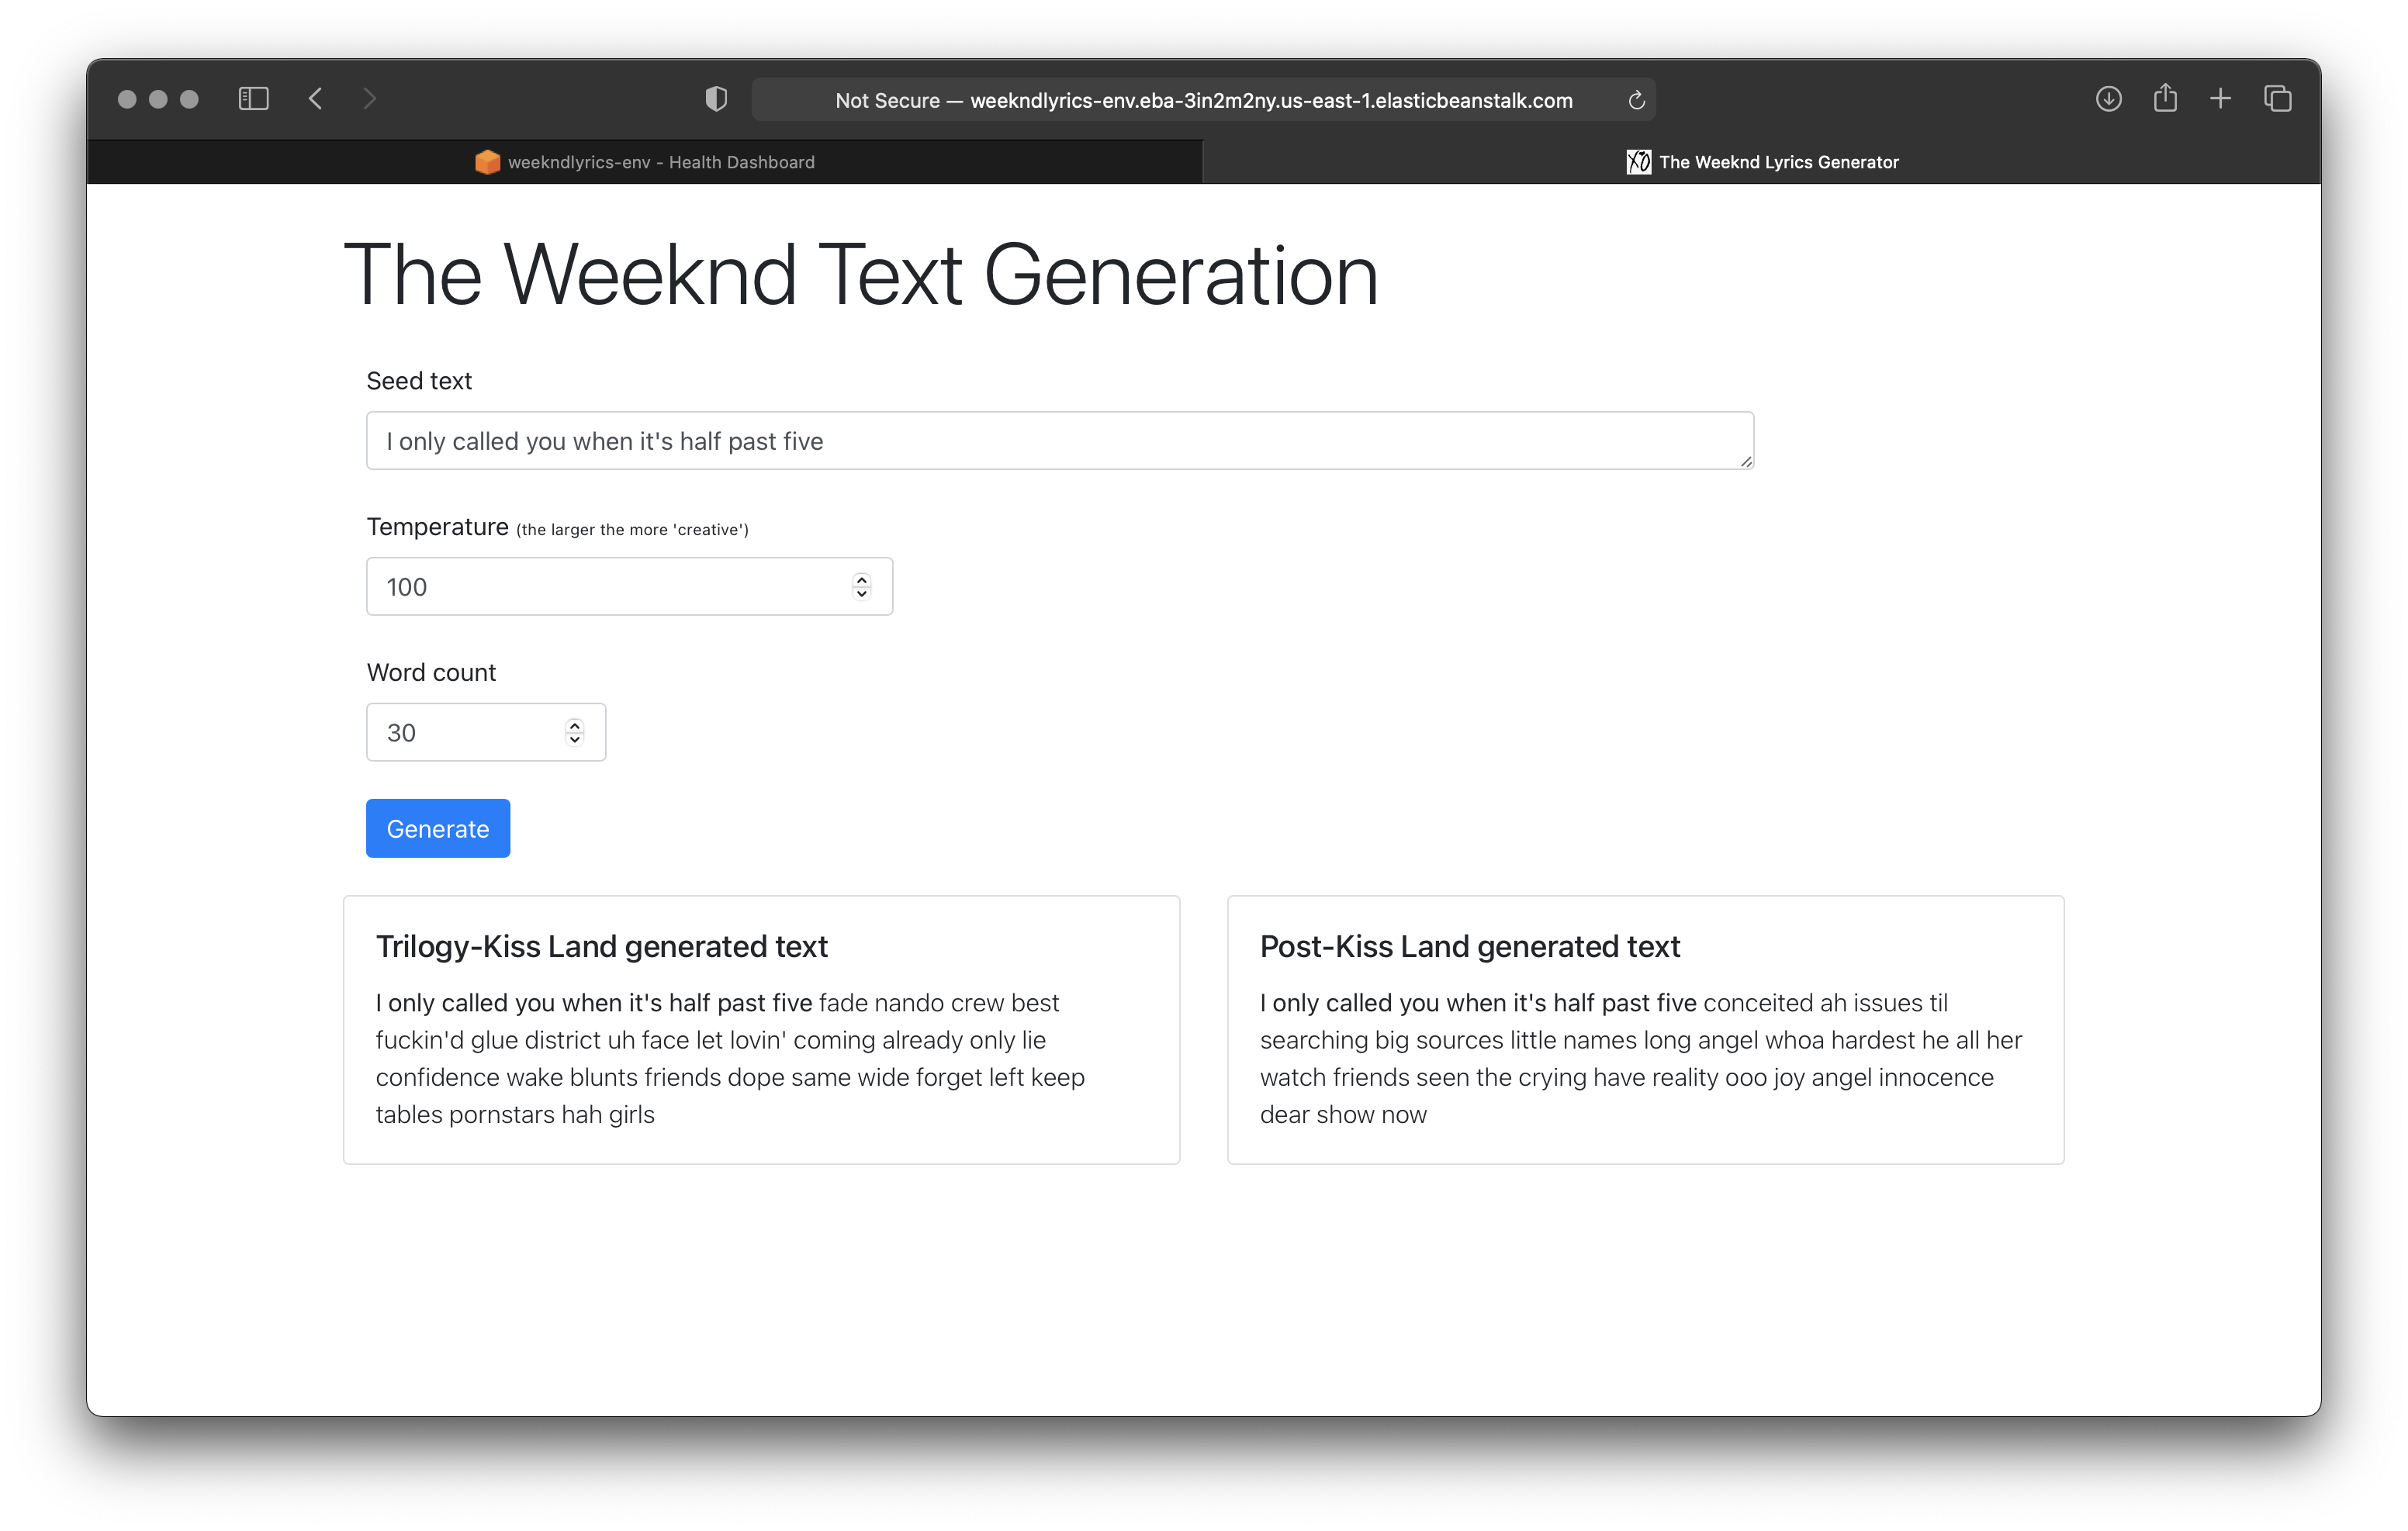 Not Secure — weekndlyrics-env.eba-3in2m2ny.us-east-1.elasticbeanstalk.com
weekndlyrics-env - Health Dashboard
XO The Weeknd Lyrics Generator
The Weeknd Text Generation
Seed text
I only called you when it's half past five
Temperature (the larger the more 'creative')
100
Word count
30
Generate
Trilogy-Kiss Land generated text
I only called you when it's half past five fade nando crew best
fuckin'd glue district uh face let lovin' coming already only lie
confidence wake blunts friends dope same wide forget left keep
tables pornstars hah girls
Post-Kiss Land generated text
I only called you when it's half past five conceited ah issues til
searching big sources little names long angel whoa hardest he all her
watch friends seen the crying have reality ooo joy angel innocence
dear show now